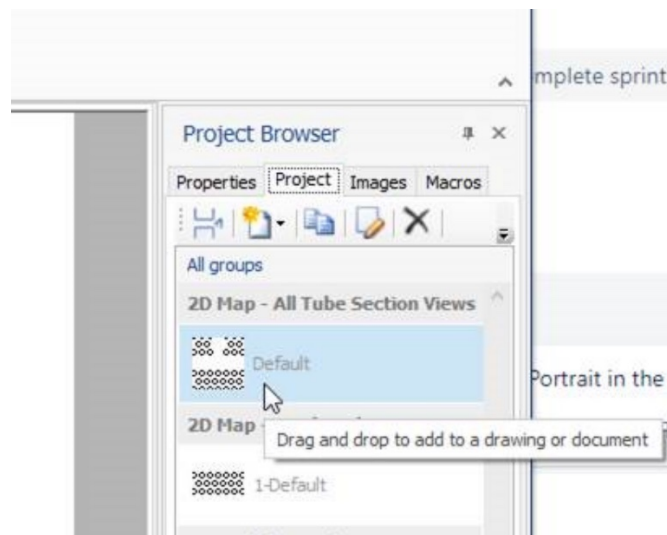 mplete sprint
Project Browser
Properties Project Images Macros
All groups
2D Map - All Tube Section Views
Default
Portrait in the
2D Map -
Drag and drop to add to a drawing or document
1-Default